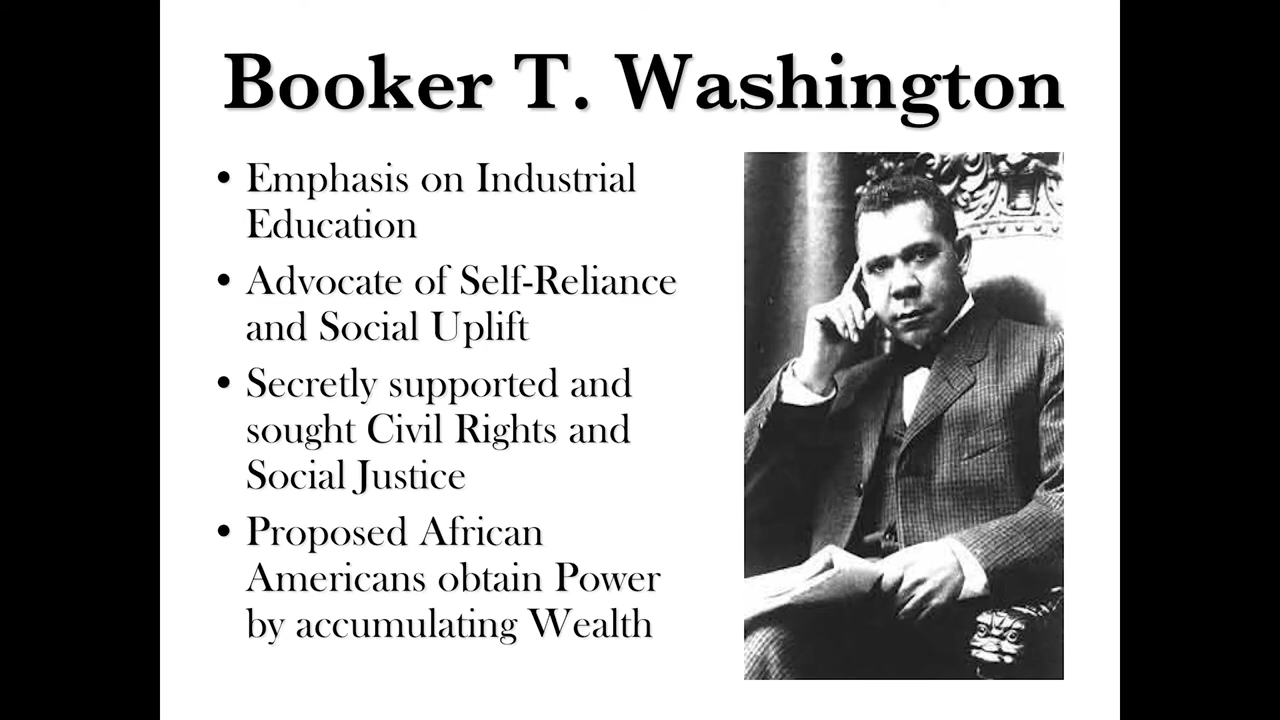 Booker T. Washington
• Emphasis on Industrial
Education
• Advocate of Self-Reliance
and Social Uplift
• Secretly supported and
sought Civil Rights and
Social Justice
• Proposed African
Americans obtain Power
by accumulating Wealth